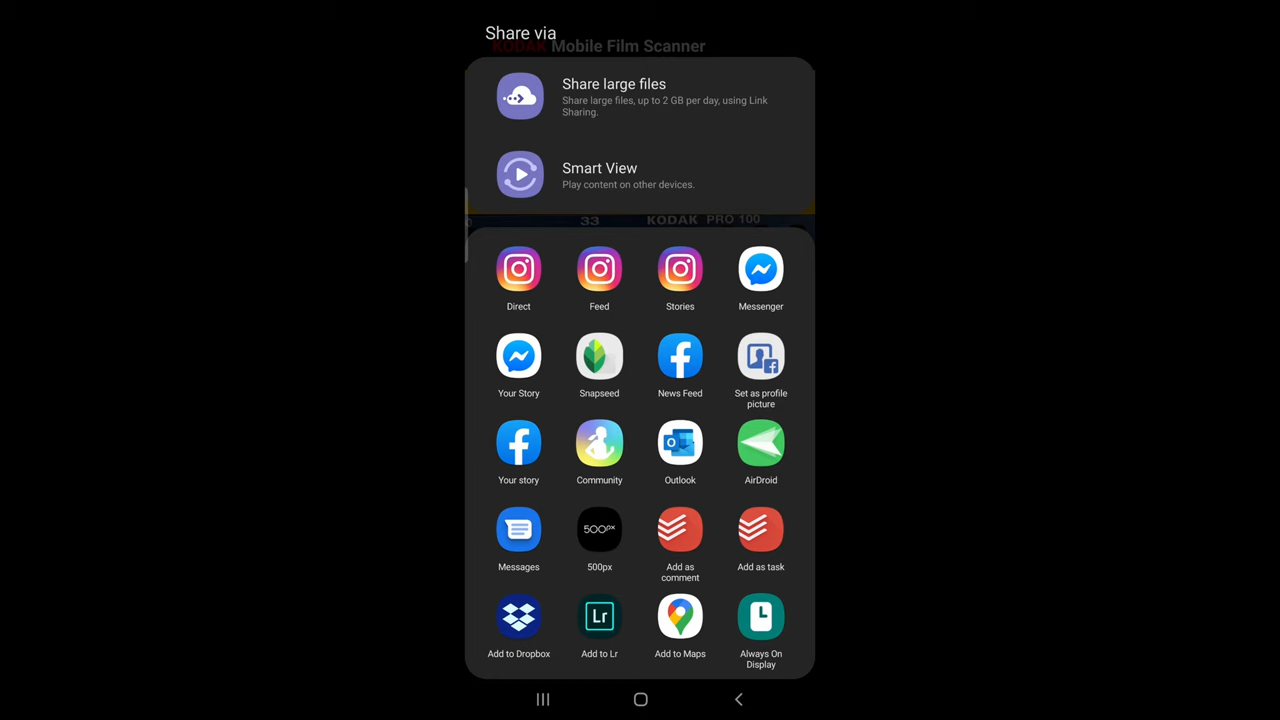 Share via
KODAK Mobile Film Scanner
Share large files
Share large files, up to 2 GB per day, using Link
Sharing.
Smart View
Play content on other devices.
33 KODAK PRO 100
Direct Feed Stories Messenger
Your Story Snapseed News Feed Set as profile
picture
Your story Community Outlook AirDroid
500px
Messages 500px Add as
comment Add as task
Lr
Add to Dropbox Add to Lr Add to Maps Always On
Display